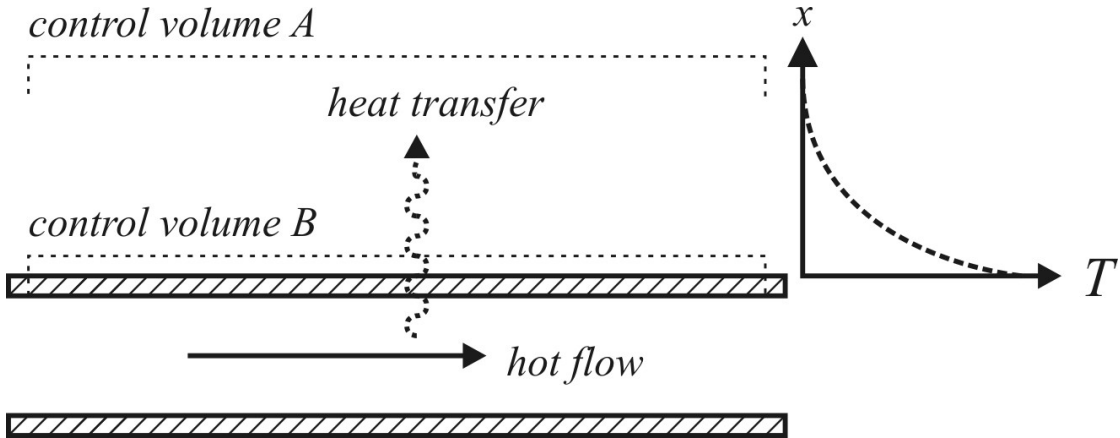 control volume A
x
heat transfer
control volume B
T
hot flow